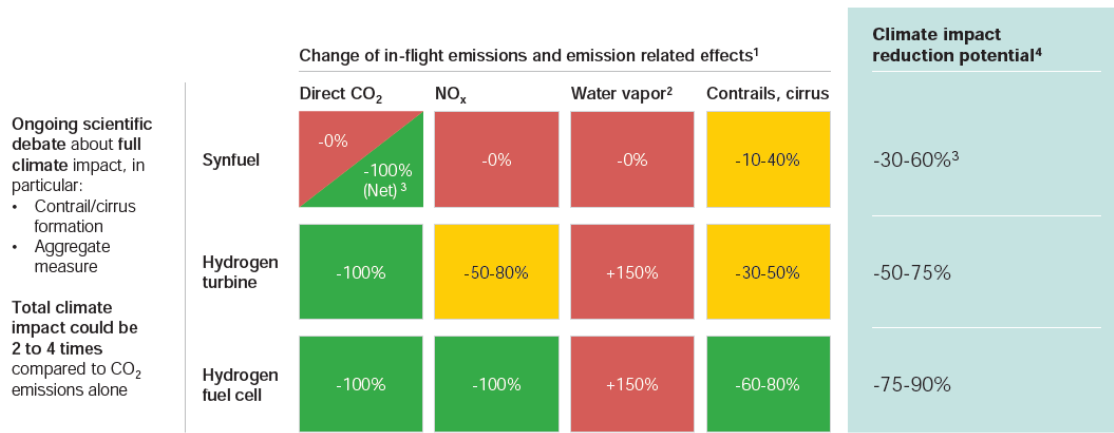 Climate impact
reduction potential⁴
Change of in-flight emissions and emission related effects¹
Direct CO₂
NOₓ
Water vapor²
Contrails, cirrus
Ongoing scientific
debate about full
climate impact, in
particular:
• Contrail/cirrus
formation
• Aggregate
measure
Total climate
impact could be
2 to 4 times
compared to CO₂
emissions alone
Synfuel
-0%
-100%
(Net) ³
-0%
-0%
-10-40%
-30-60%³
Hydrogen
turbine
-100%
-50-80%
+150%
-30-50%
-50-75%
Hydrogen
fuel cell
-100%
-100%
+150%
-60-80%
-75-90%